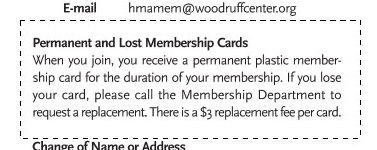 E-mail hmamem@woodruffcenter.org
Permanent and Lost Membership Cards
When you join, you receive a permanent plastic member-
ship card for the duration of your membership. If you lose
your card, please call the Membership Department to
request a replacement. There is a $3 replacement fee per card.
Change of Name or Address